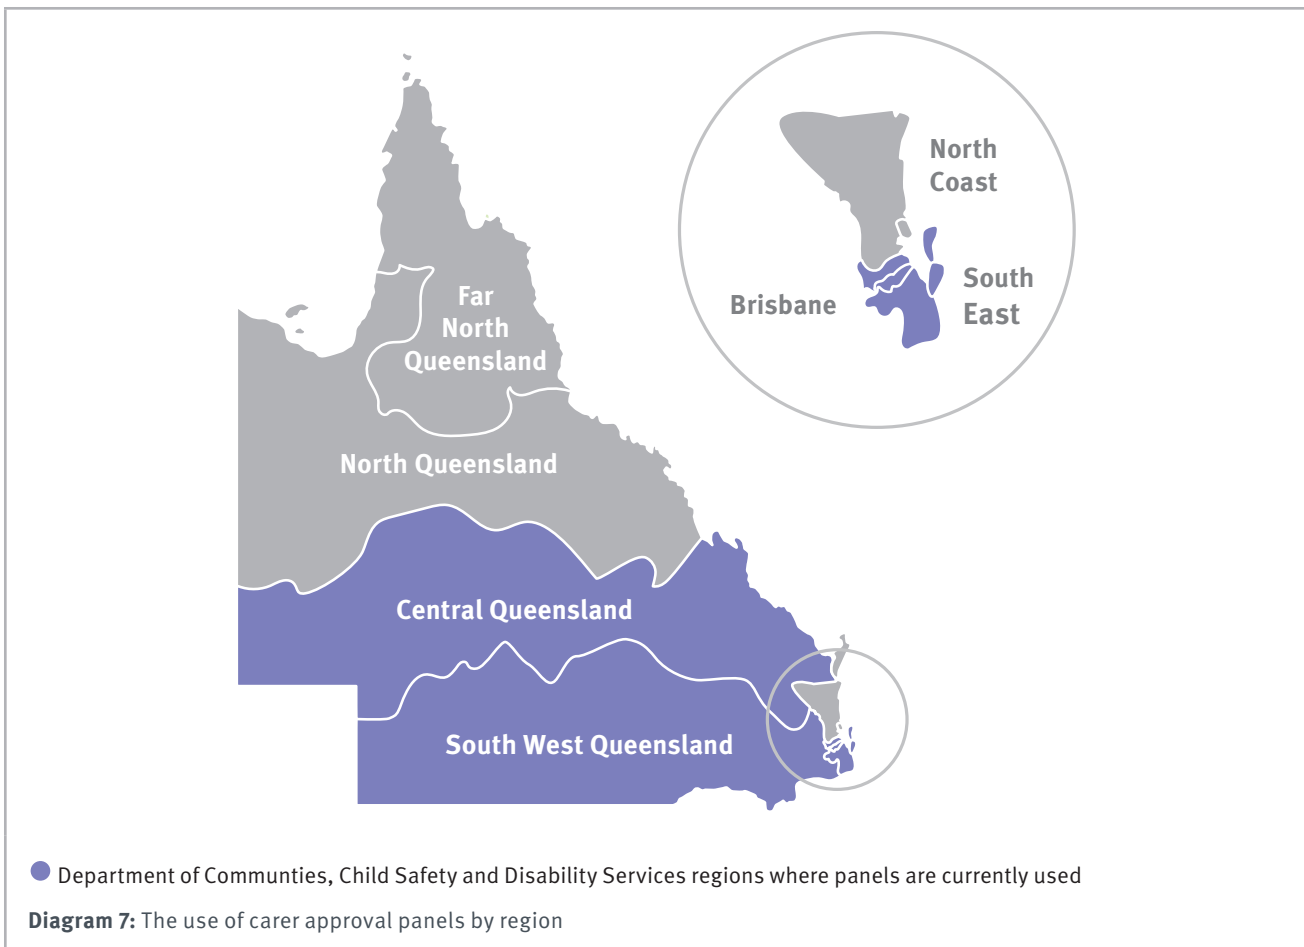 North
Coast
South
East
Brisbane
Far
North
Queensland
North Queensland
Central Queensland
South West Queensland
Department of Communties, Child Safety and Disability Services regions where panels are currently used
Diagram 7: The use of carer approval panels by region